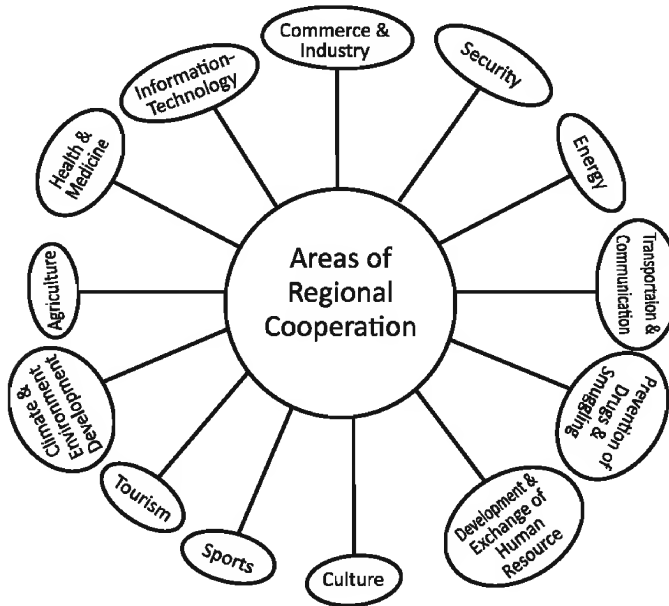 Areas of
Regional
Cooperation
Commerce &
Industry
Security
Energy
Transportaion &
Communication
Prevention of
Drugs &
Smuggling
Development &
Exchange of
Human
Resource
Culture
Sports
Tourism
Climate &
Environment
Development
Agriculture
Health &
Medicine
Information-
Technology